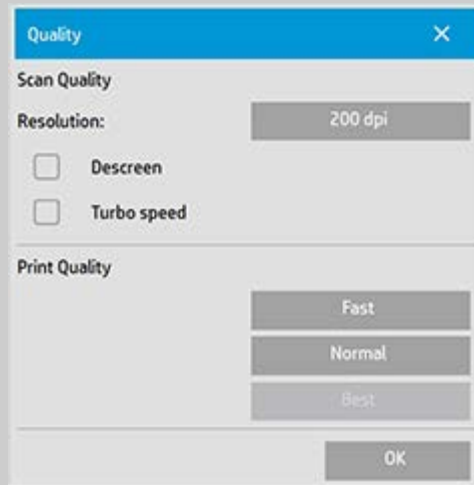 Quality
Scan Quality
Resolution: 200 dpi
Descreen
Turbo speed
Print Quality
Fast
Normal
Best
OK